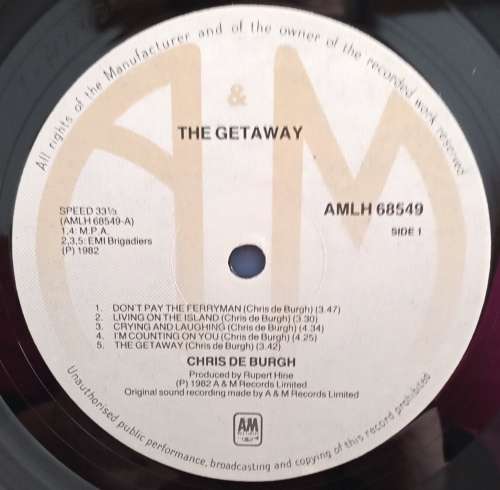 All rights of the Manufacturer and of the owner of the recorded work reserved
A & M
THE GETAWAY
SPEED 33⅓
(AMLH 68549-A)
1,4: M.P.A.
2,3,5: EMI Brigadiers
(P) 1982
AMLH 68549
SIDE 1
1. DON'T PAY THE FERRYMAN (Chris de Burgh) (3.47)
2. LIVING ON THE ISLAND (Chris de Burgh) (3.30)
3. CRYING AND LAUGHING (Chris de Burgh) (4.34)
4. I'M COUNTING ON YOU (Chris de Burgh) (4.25)
5. THE GETAWAY (Chris de Burgh) (3.42)
CHRIS DE BURGH
Produced by Rupert Hine
(P) 1982 A & M Records Limited
Original sound recording made by A & M Records Limited
AM
Unauthorised public performance, broadcasting and copying of this record prohibited